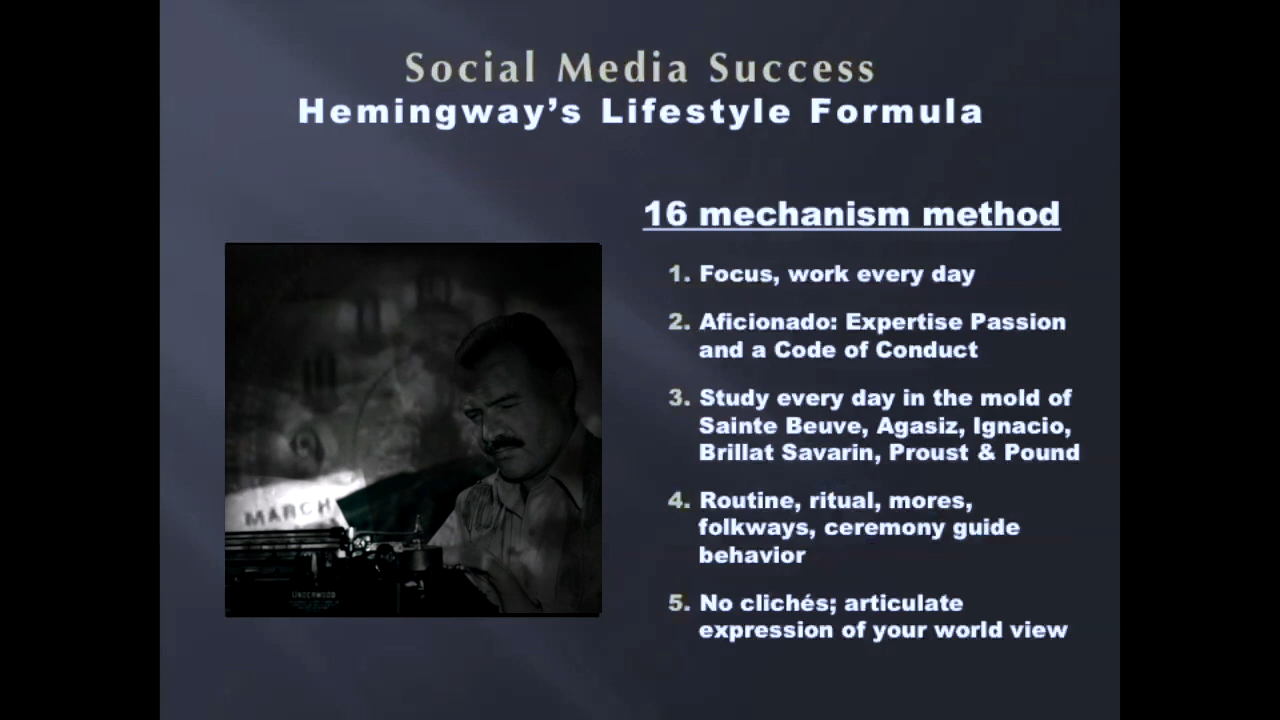 Social Media Success
Hemingway’s Lifestyle Formula
16 mechanism method
1. Focus, work every day
2. Aficionado: Expertise Passion
and a Code of Conduct
3. Study every day in the mold of
Sainte Beuve, Agasiz, Ignacio,
Brillat Savarin, Proust & Pound
4. Routine, ritual, mores,
folkways, ceremony guide
behavior
5. No clichés; articulate
expression of your world view
MARCH
UNDERWOOD